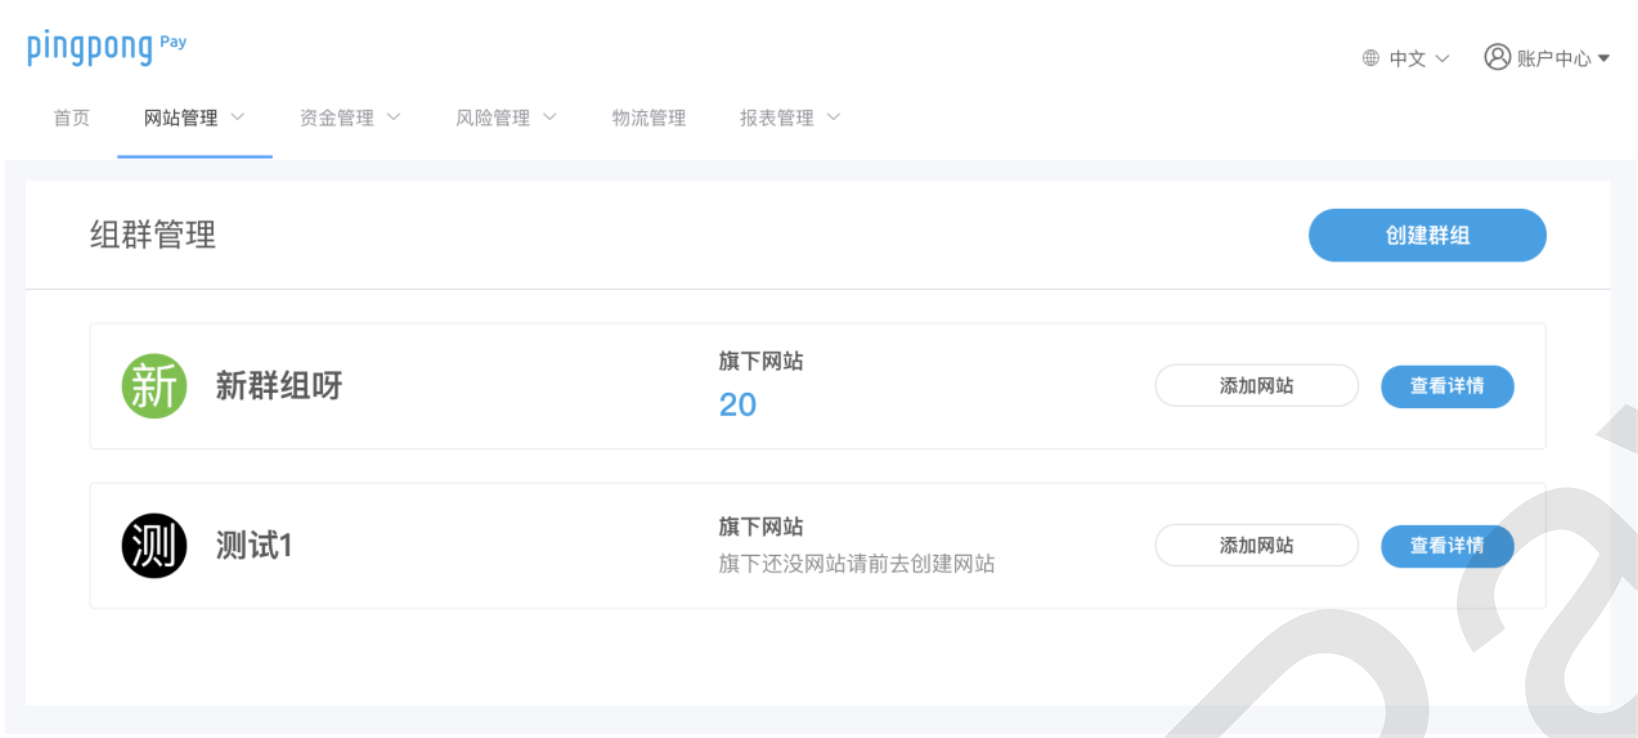 pingpong Pay
中文 账户中心
首页 网站管理 资金管理 风险管理 物流管理 报表管理
组群管理 创建群组
新 新群组呀 旗下网站 添加网站 查看详情
20
测 测试1 旗下网站 添加网站 查看详情
旗下还没网站请前去创建网站